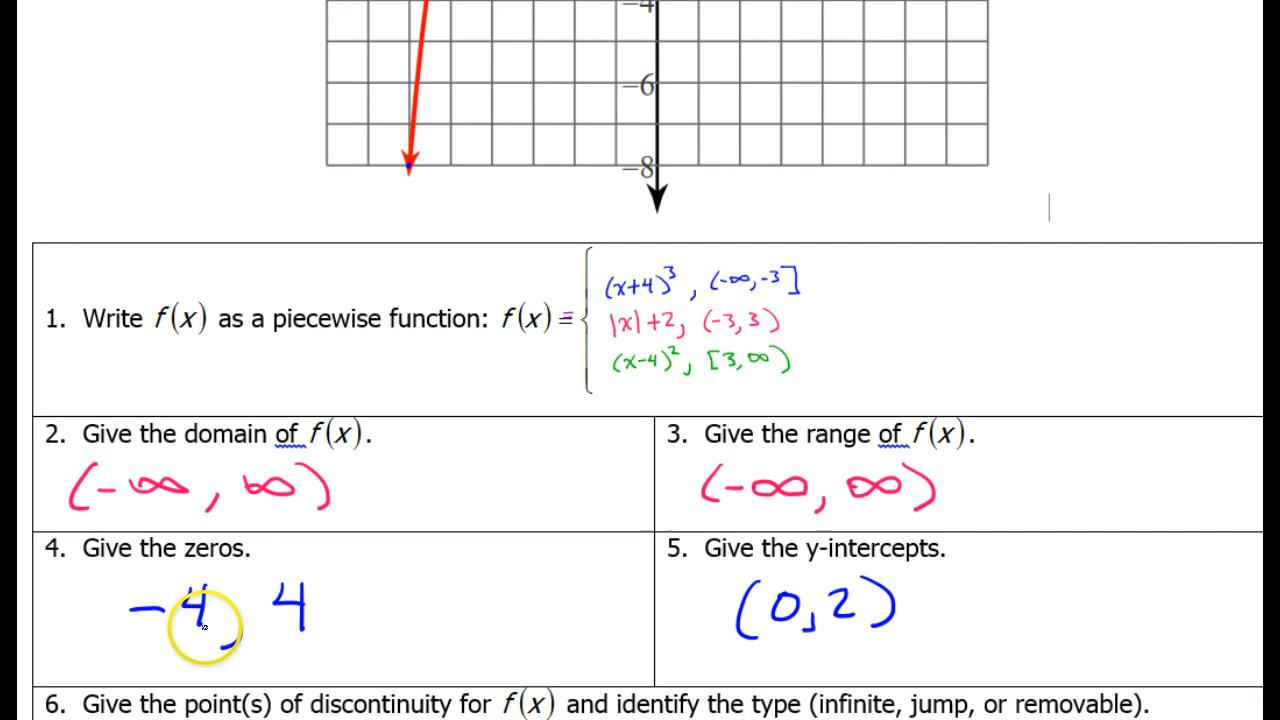 −4
−6
−8
1. Write f(x) as a piecewise function: f(x) = {
(x+4)³, (-∞,-3]
|x|+2, (-3,3)
(x-4)², [3,∞)
2. Give the domain of f(x).
(-∞, ∞)
3. Give the range of f(x).
(-∞, ∞)
4. Give the zeros.
-4, 4
5. Give the y-intercepts.
(0,2)
6. Give the point(s) of discontinuity for f(x) and identify the type (infinite, jump, or removable).